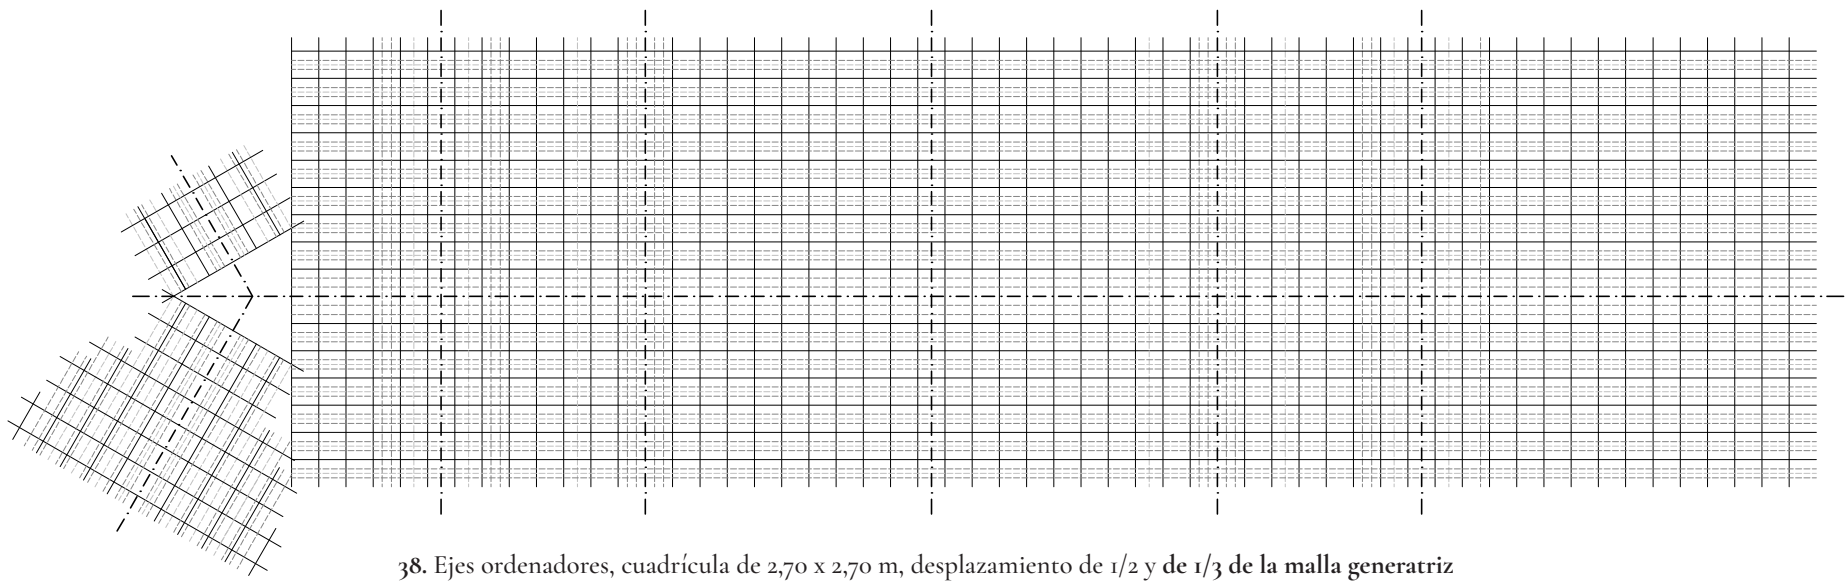 38. Ejes ordenadores, cuadrícula de 2,70 x 2,70 m, desplazamiento de 1/2 y de 1/3 de la malla generatriz